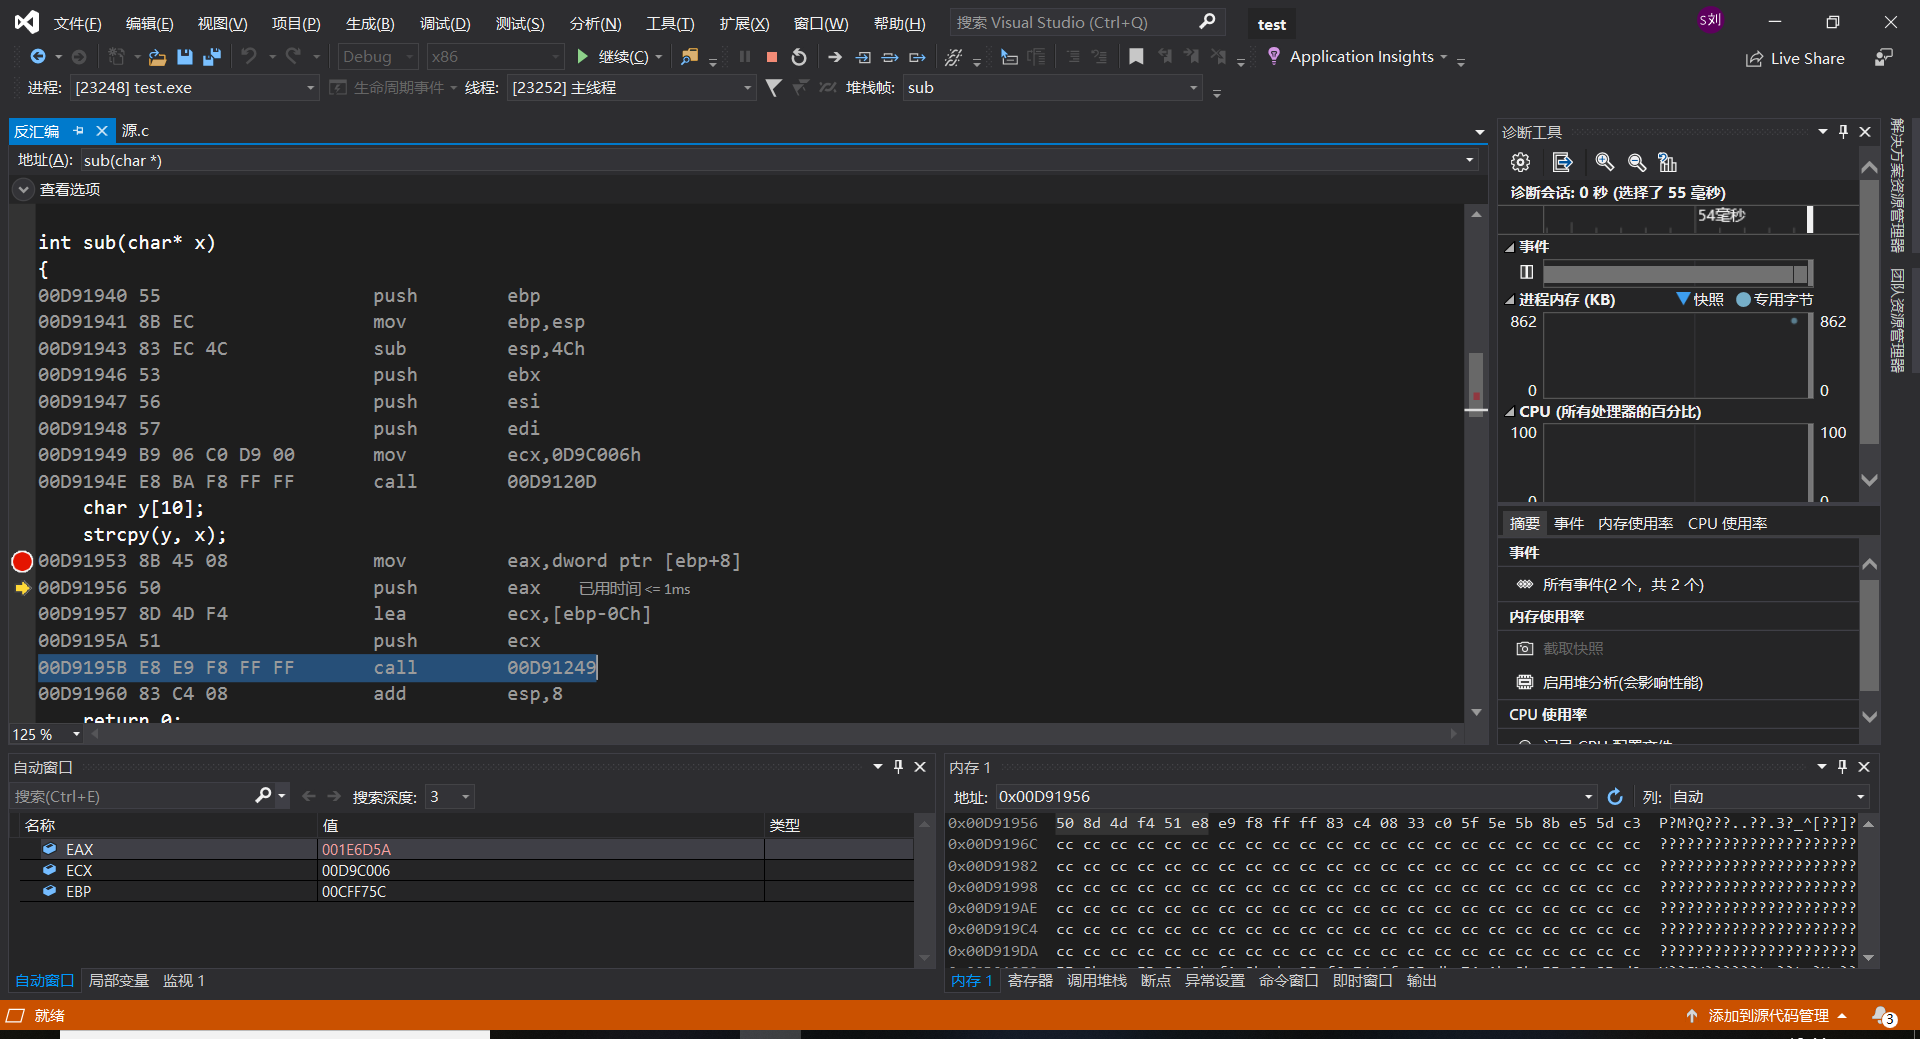 文件(F) 编辑(E) 视图(V) 项目(P) 生成(B) 调试(D) 测试(S) 分析(N) 工具(T) 扩展(X) 窗口(W) 帮助(H) 搜索 Visual Studio (Ctrl+Q) test S刘
Debug x86 继续(C) Application Insights Live Share
进程: [23248] test.exe 生命周期事件 线程: [23252] 主线程 堆栈帧: sub
反汇编 源.c
地址(A): sub(char *)
查看选项
int sub(char* x)
{
00D91940 55 push ebp
00D91941 8B EC mov ebp,esp
00D91943 83 EC 4C sub esp,4Ch
00D91946 53 push ebx
00D91947 56 push esi
00D91948 57 push edi
00D91949 B9 06 C0 D9 00 mov ecx,0D9C006h
00D9194E E8 BA F8 FF FF call 00D9120D
char y[10];
strcpy(y, x);
00D91953 8B 45 08 mov eax,dword ptr [ebp+8]
00D91956 50 push eax 已用时间 <= 1ms
00D91957 8D 4D F4 lea ecx,[ebp-0Ch]
00D9195A 51 push ecx
00D9195B E8 E9 F8 FF FF call 00D91249
00D91960 83 C4 08 add esp,8
return 0;
125 %
诊断工具
诊断会话: 0 秒 (选择了 55 毫秒)
54毫秒
事件
进程内存 (KB) 快照 专用字节
862 862
0 0
CPU (所有处理器的百分比)
100 100
0 0
摘要 事件 内存使用率 CPU 使用率
事件
所有事件(2 个，共 2 个)
内存使用率
截取快照
启用堆分析(会影响性能)
CPU 使用率
记录 CPU 配置文件
解决方案资源管理器
团队资源管理器
自动窗口
搜索(Ctrl+E) 搜索深度: 3
名称 值 类型
EAX 001E6D5A
ECX 00D9C006
EBP 00CFF75C
自动窗口 局部变量 监视 1
内存 1
地址: 0x00D91956 列: 自动
0x00D91956 50 8d 4d f4 51 e8 e9 f8 ff ff 83 c4 08 33 c0 5f 5e 5b 8b e5 5d c3 P?M?Q???..??.3?_^[??]?
0x00D9196C cc cc cc cc cc cc cc cc cc cc cc cc cc cc cc cc cc cc cc cc cc cc ??????????????????????
0x00D91982 cc cc cc cc cc cc cc cc cc cc cc cc cc cc cc cc cc cc cc cc cc cc ??????????????????????
0x00D91998 cc cc cc cc cc cc cc cc cc cc cc cc cc cc cc cc cc cc cc cc cc cc ??????????????????????
0x00D919AE cc cc cc cc cc cc cc cc cc cc cc cc cc cc cc cc cc cc cc cc cc cc ??????????????????????
0x00D919C4 cc cc cc cc cc cc cc cc cc cc cc cc cc cc cc cc cc cc cc cc cc cc ??????????????????????
0x00D919DA cc cc cc cc cc cc cc cc cc cc cc cc cc cc cc cc cc cc cc cc cc cc ??????????????????????
内存 1 寄存器 调用堆栈 断点 异常设置 命令窗口 即时窗口 输出
就绪 添加到源代码管理 3